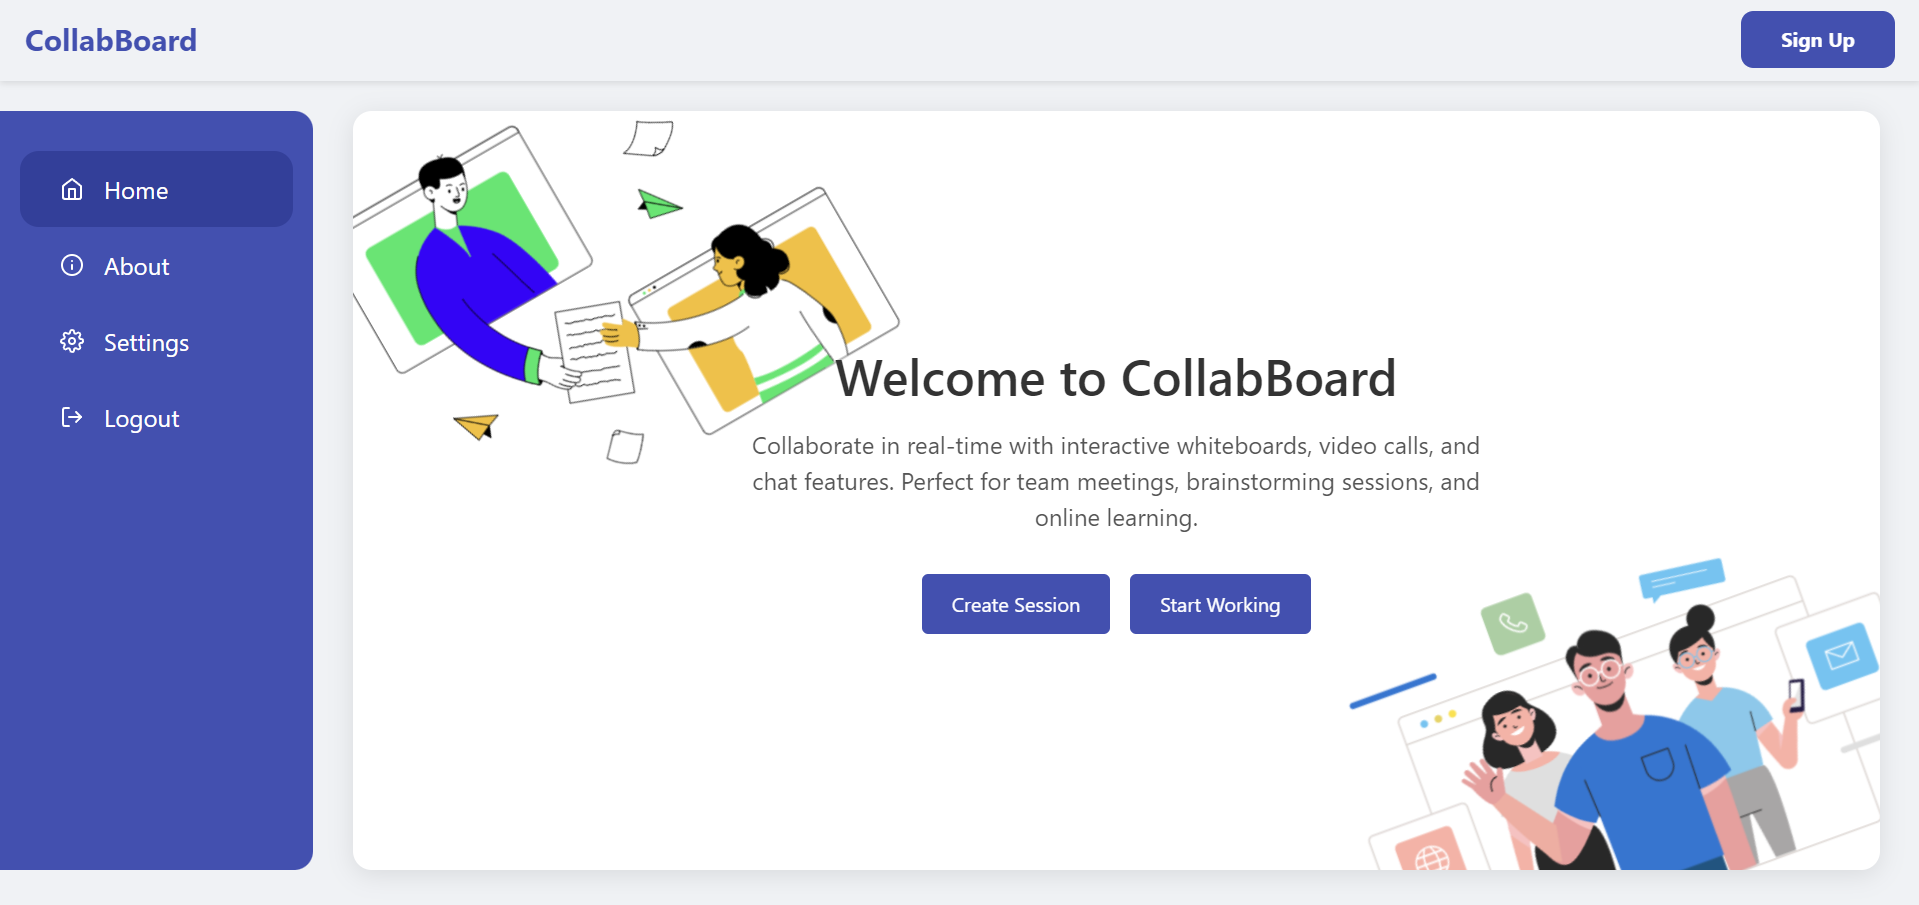 CollabBoard
Sign Up
Home
About
Settings
Logout
Welcome to CollabBoard
Collaborate in real-time with interactive whiteboards, video calls, and
chat features. Perfect for team meetings, brainstorming sessions, and
online learning.
Create Session
Start Working